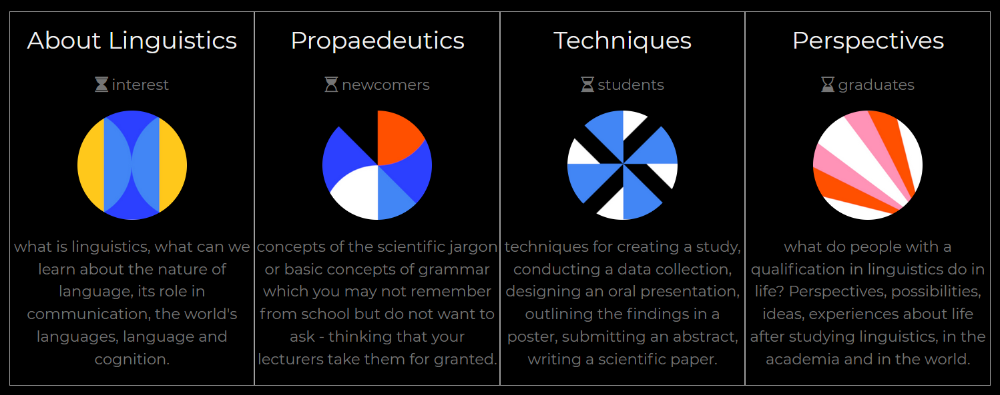 About Linguistics
interest
what is linguistics, what can we
learn about the nature of
language, its role in
communication, the world's
languages, language and
cognition.
Propaedeutics
newcomers
concepts of the scientific jargon
or basic concepts of grammar
which you may not remember
from school but do not want to
ask - thinking that your
lecturers take them for granted.
Techniques
students
techniques for creating a study,
conducting a data collection,
designing an oral presentation,
outlining the findings in a
poster, submitting an abstract,
writing a scientific paper.
Perspectives
graduates
what do people with a
qualification in linguistics do in
life? Perspectives, possibilities,
ideas, experiences about life
after studying linguistics, in the
academia and in the world.